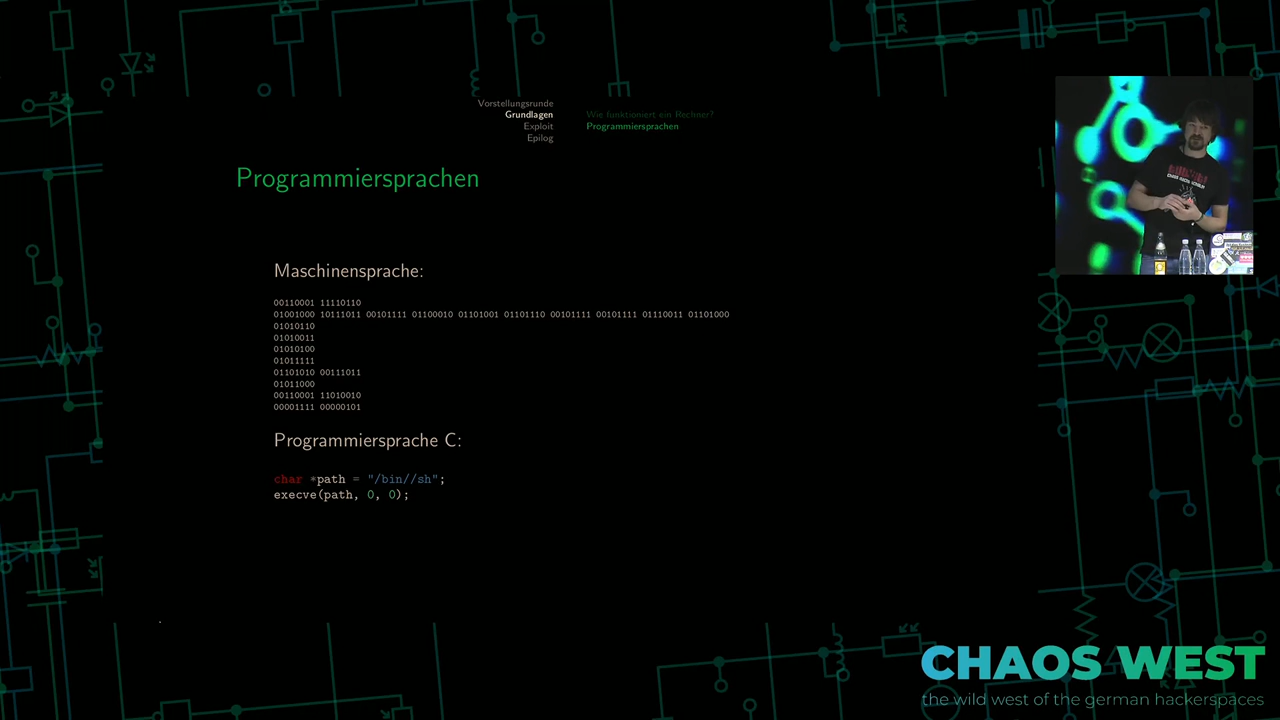 Vorstellungsrunde
Grundlagen
Exploit
Epilog
Wie funktioniert ein Rechner?
Programmiersprachen
Programmiersprachen
Maschinensprache:
00110001 11110110
01001000 10111011 00101111 01100010 01101001 01101110 00101111 00101111 01110011 01101000
01010110
01010011
01010100
01011111
01101010 00111011
01011000
00110001 11010010
00001111 00000101
Programmiersprache C:
char *path = "/bin//sh";
execve(path, 0, 0);
CHAOS WEST
the wild west of the german hackerspaces